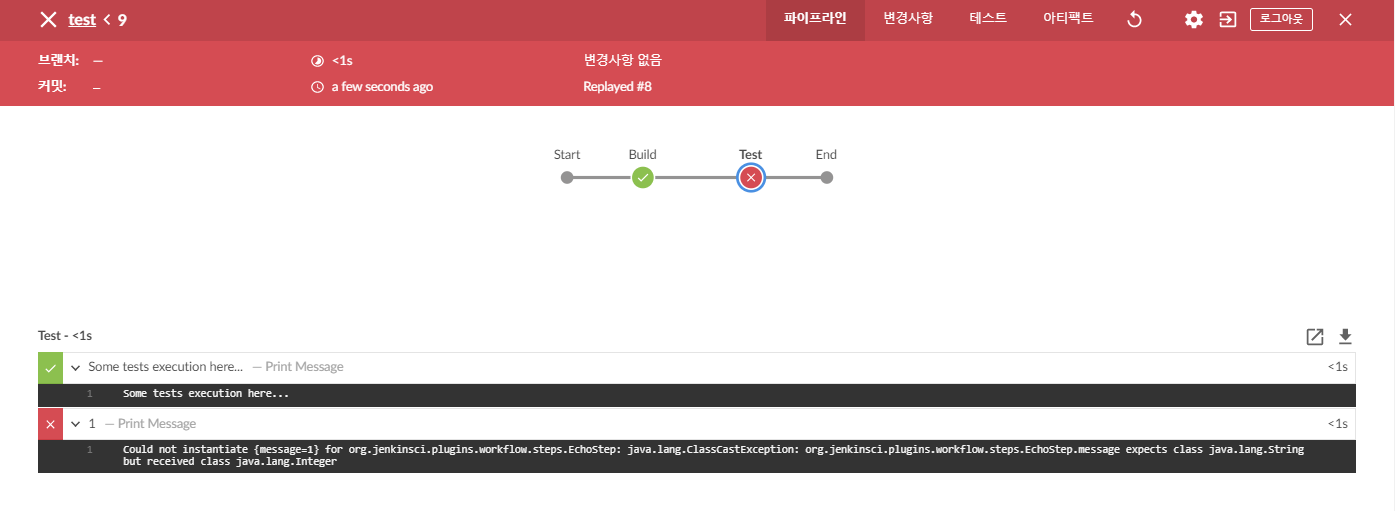 test < 9
파이프라인 변경사항 테스트 아티팩트 로그아웃
브랜치: — <1s 변경사항 없음
커밋: — a few seconds ago Replayed #8
Start Build Test End
Test - <1s
Some tests execution here... — Print Message <1s
1 Some tests execution here...
1 — Print Message <1s
1 Could not instantiate {message=1} for org.jenkinsci.plugins.workflow.steps.EchoStep: java.lang.ClassCastException: org.jenkinsci.plugins.workflow.steps.EchoStep.message expects class java.lang.String
but received class java.lang.Integer